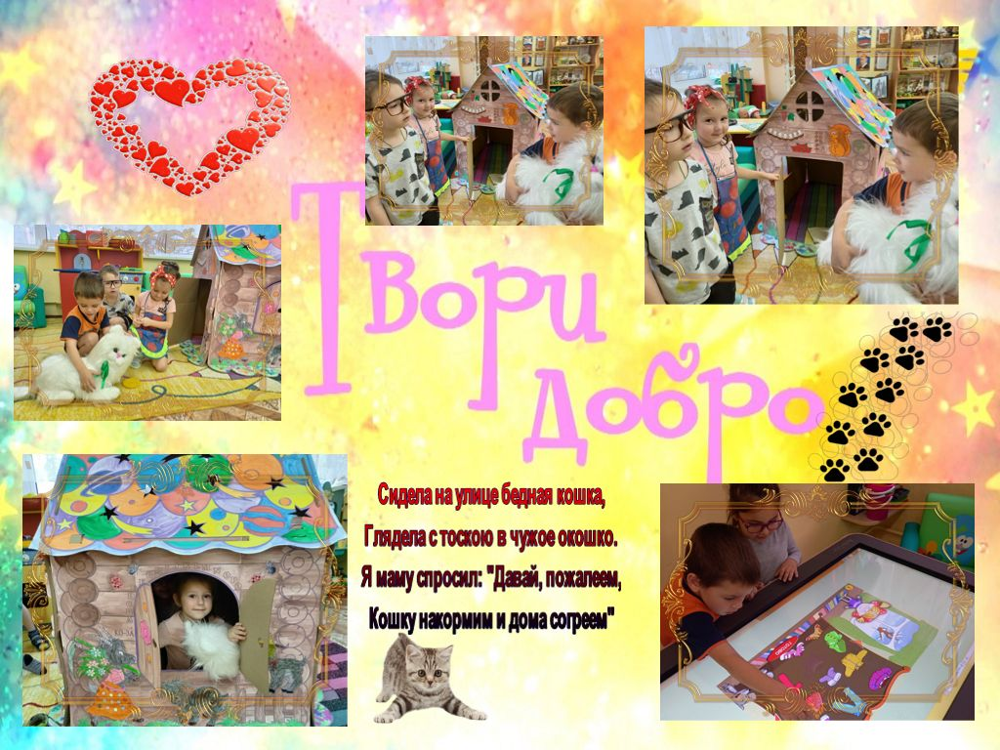 Твори
добро
Сидела на улице бедная кошка,
Глядела с тоскою в чужое окошко.
Я маму спросил: "Давай, пожалеем,
Кошку накормим и дома согреем"